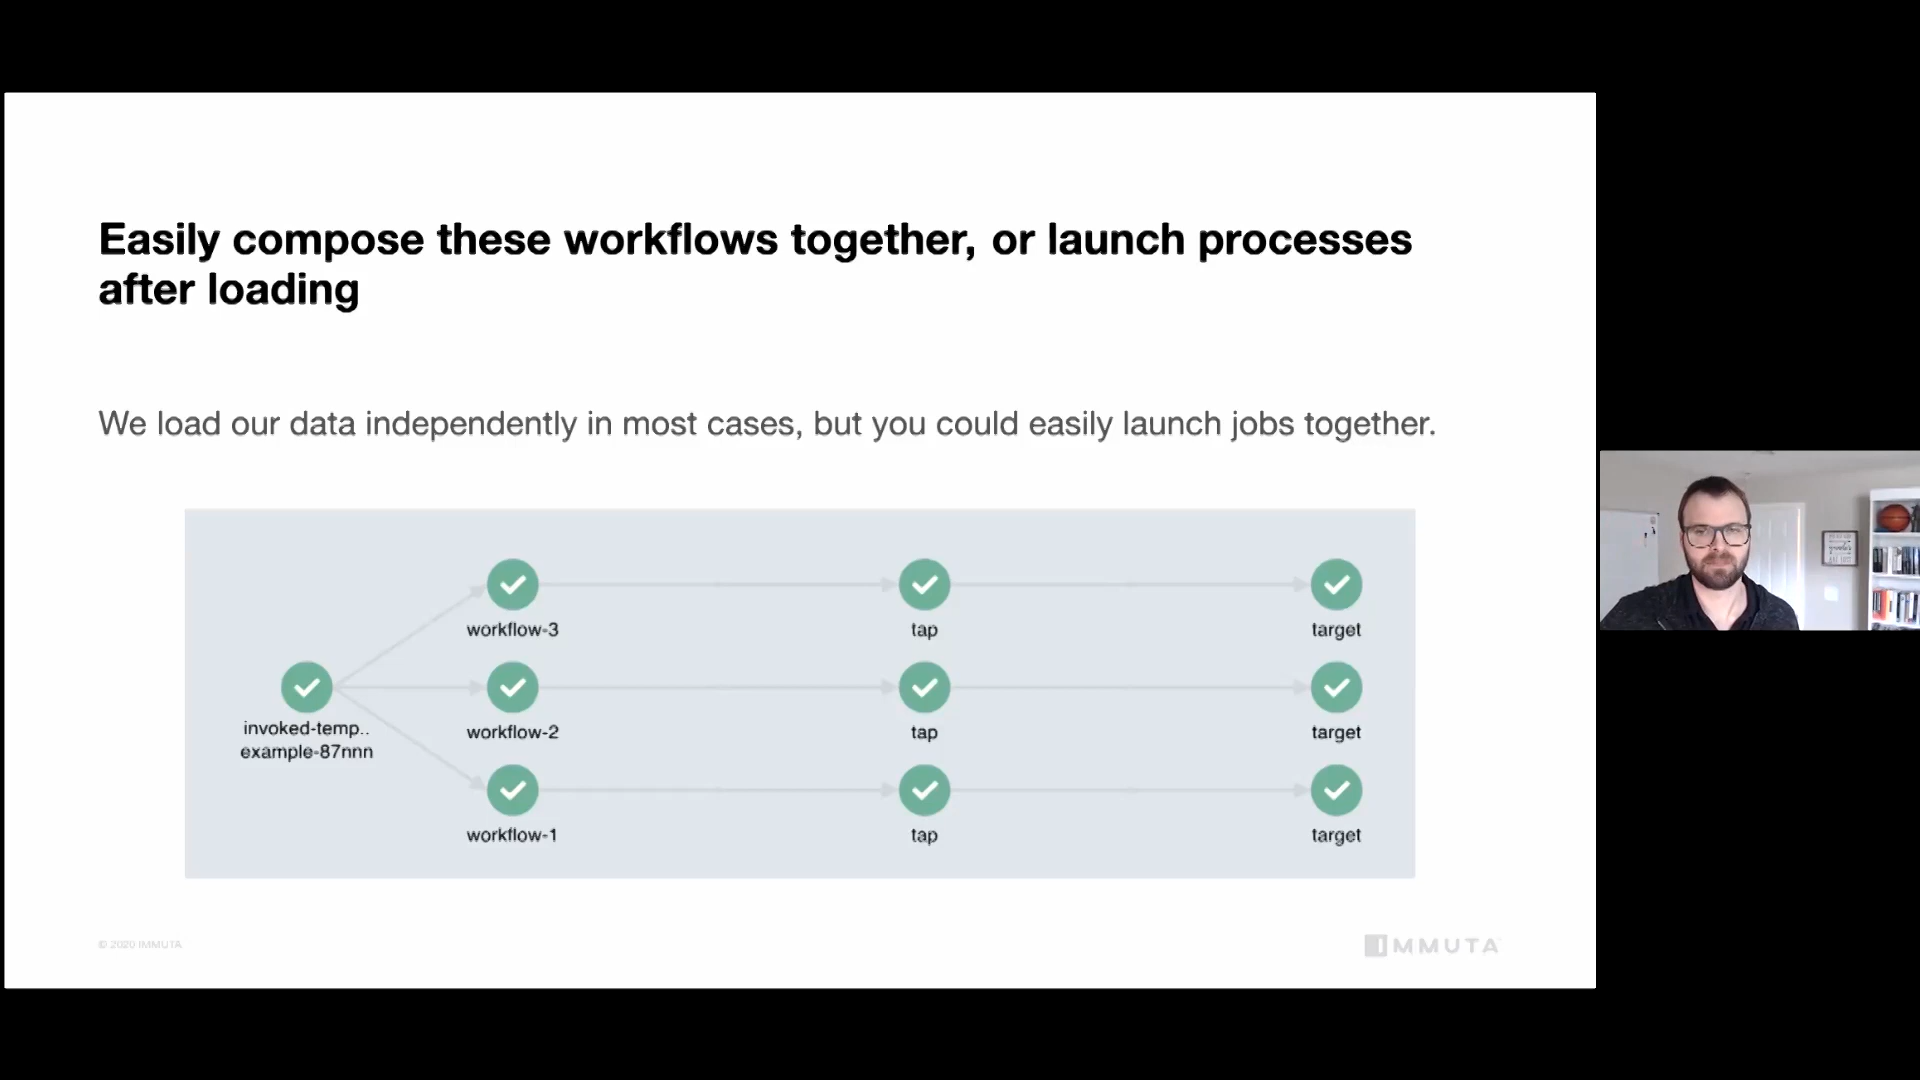 Easily compose these workflows together, or launch processes
after loading
We load our data independently in most cases, but you could easily launch jobs together.
workflow-3
tap
target
invoked-temp..
example-87nnn
workflow-2
tap
target
workflow-1
tap
target
© 2020 IMMUTA
IMMUTA